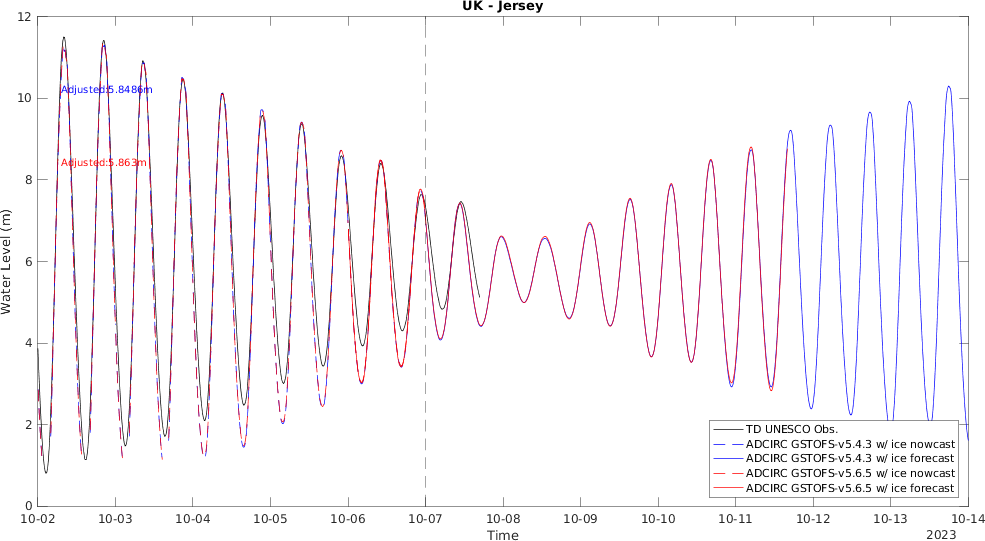 UK - Jersey
12
10
8
6
4
2
0
Water Level (m)
Adjusted:5.8486m
Adjusted:5.863m
10-02
10-03
10-04
10-05
10-06
10-07
10-08
10-09
10-10
10-11
10-12
10-13
10-14
Time
2023
TD UNESCO Obs.
ADCIRC GSTOFS-v5.4.3 w/ ice nowcast
ADCIRC GSTOFS-v5.4.3 w/ ice forecast
ADCIRC GSTOFS-v5.6.5 w/ ice nowcast
ADCIRC GSTOFS-v5.6.5 w/ ice forecast